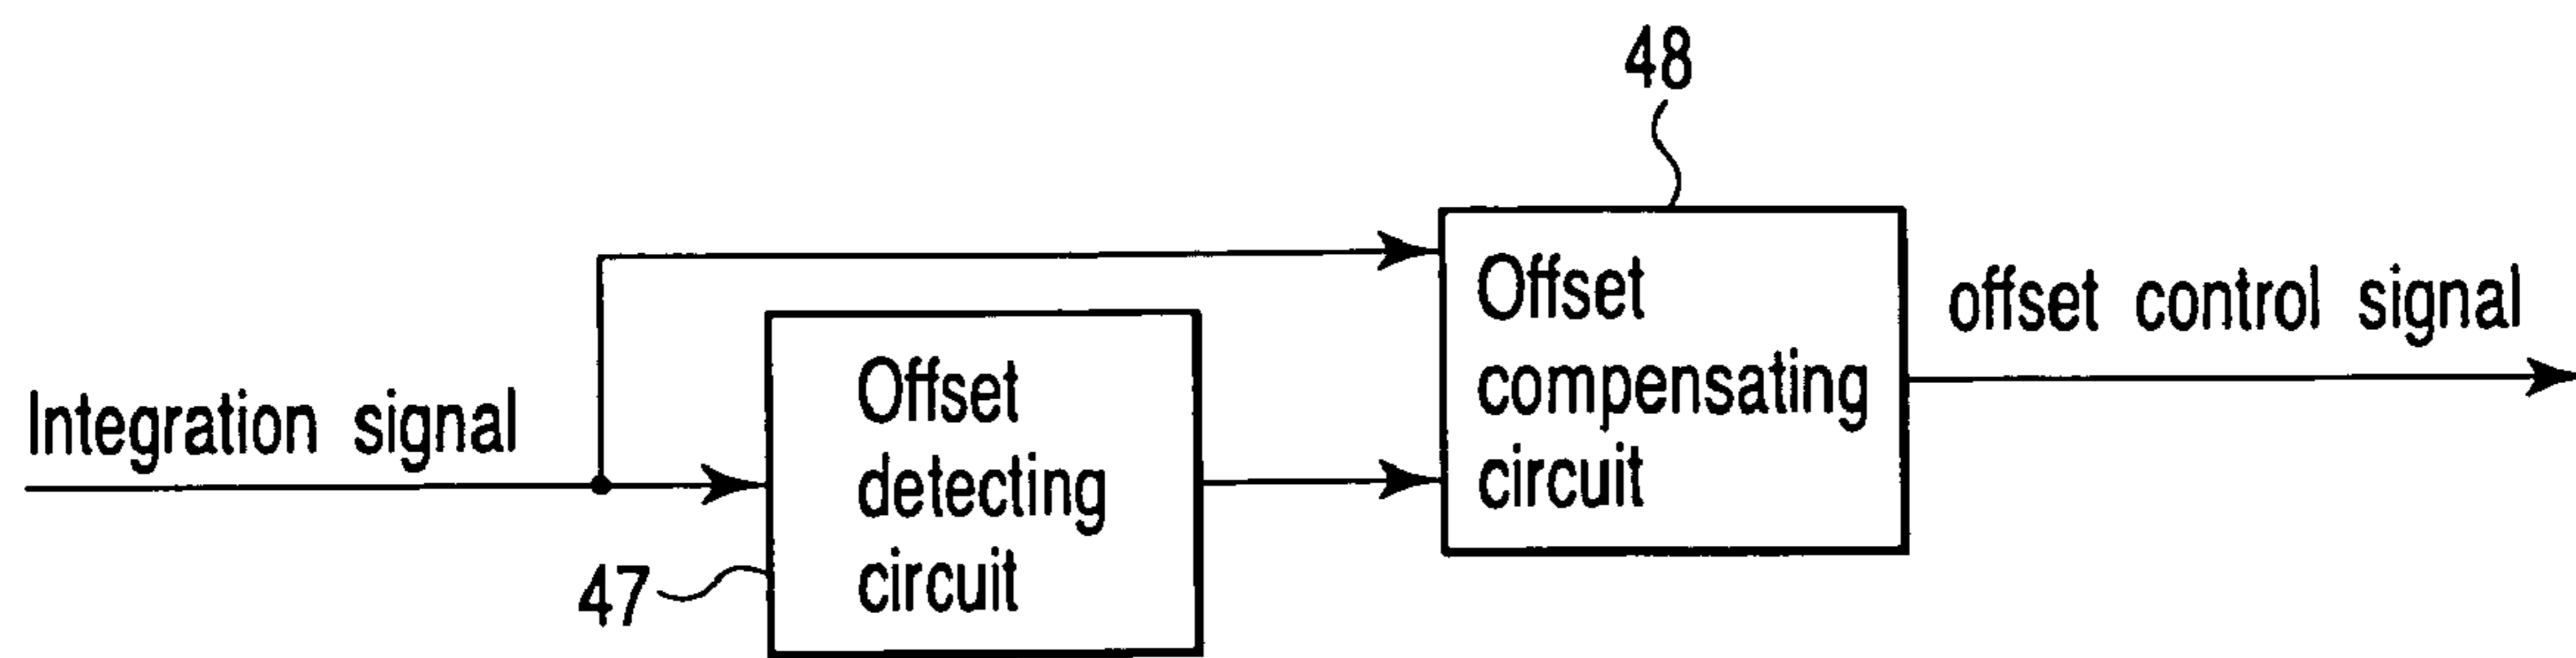 48
Offset
compensating
circuit
offset control signal
Integration signal
Offset
detecting
circuit
47